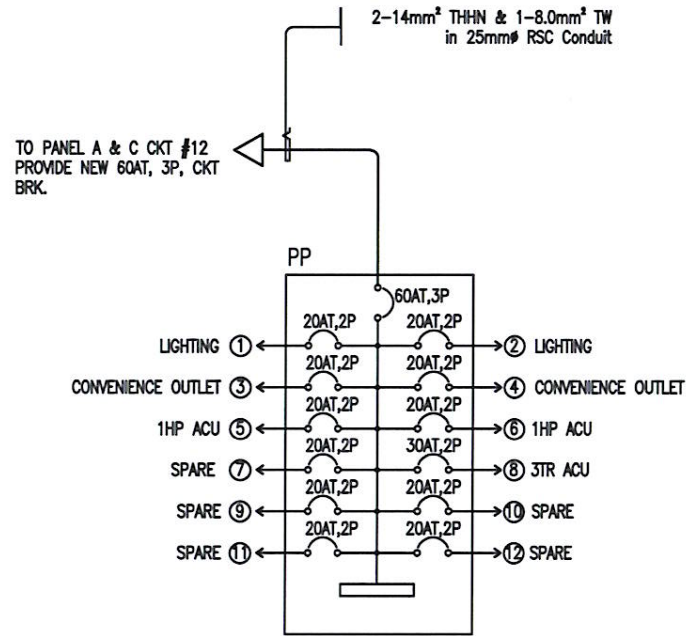 2-14mm² THHN & 1-8.0mm² TW
in 25mmø RSC Conduit
TO PANEL A & C CKT #12
PROVIDE NEW 60AT, 3P, CKT
BRK.
PP
60AT,3P
20AT,2P 20AT,2P
LIGHTING 1 2 LIGHTING
20AT,2P 20AT,2P
CONVENIENCE OUTLET 3 4 CONVENIENCE OUTLET
20AT,2P 20AT,2P
1HP ACU 5 6 1HP ACU
20AT,2P 30AT,2P
SPARE 7 8 3TR ACU
20AT,2P 20AT,2P
SPARE 9 10 SPARE
20AT,2P 20AT,2P
SPARE 11 12 SPARE